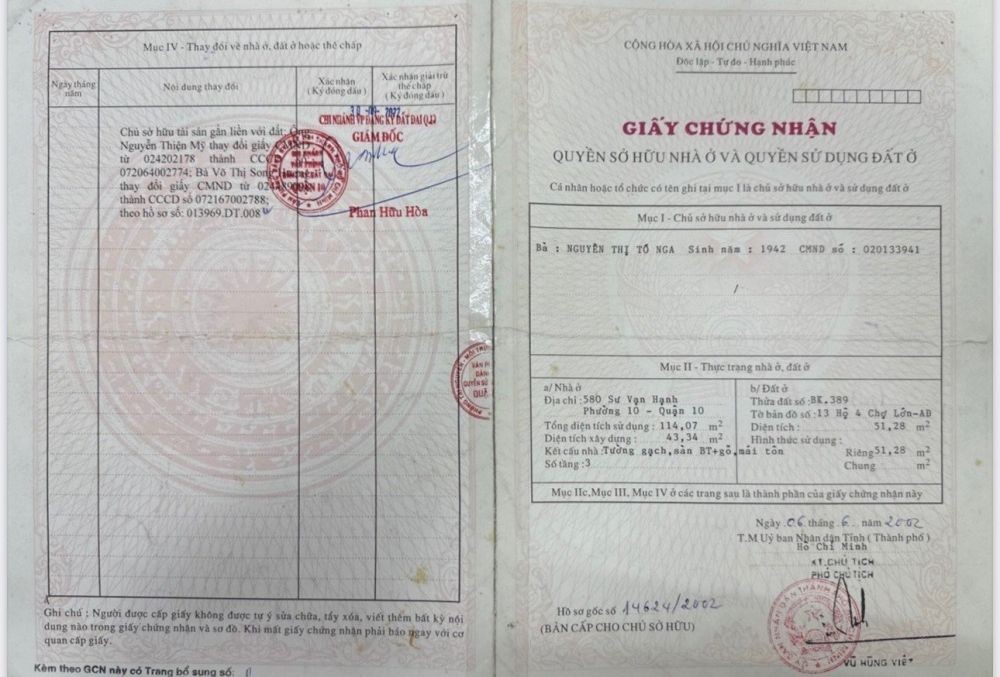 Mục IV - Thay đổi về nhà ở, đất ở hoặc thế chấp
Ngày tháng năm
Nội dung thay đổi
Xác nhận
( Ký đóng dấu )
Xác nhận giải trừ thế chấp
( Ký đóng dấu )
Chủ sở hữu tài sản gắn liền với đất: Ông
Nguyễn Thiện Mỹ thay đổi giấy CMND
từ 024202178 thành CCCD
072064002774; Bà Võ Thị Song
thay đổi giấy CMND từ
thành CCCD số 072167002788;
theo hồ sơ số: 013969.DT.008
CHI NHÁNH VP ĐĂNG KÝ ĐẤT ĐAI
GIÁM ĐỐC
Phan Hữu Hòa
Ghi chú : Người được cấp giấy không được tự ý sửa chữa, tẩy xóa, viết thêm bất kỳ nội
dung nào trong giấy chứng nhận và sơ đồ. Khi mất giấy chứng nhận phải báo ngay với cơ
quan cấp giấy.
Kèm theo GCN này có Trang bổ sung số:
CỘNG HÒA XÃ HỘI CHỦ NGHĨA VIỆT NAM
Độc lập - Tự do - Hạnh phúc
GIẤY CHỨNG NHẬN
QUYỀN SỞ HỮU NHÀ Ở VÀ QUYỀN SỬ DỤNG ĐẤT Ở
Cá nhân hoặc tổ chức có tên ghi tại mục I là chủ sở hữu nhà ở và sử dụng đất ở
Mục I - Chủ sở hữu nhà ở và sử dụng đất ở
Bà : NGUYỄN THỊ TỐ NGA Sinh năm : 1942 CMND số : 020133941
/
Mục II - Thực trạng nhà ở, đất ở
a/ Nhà ở
Địa chỉ : 580 Sư Vạn Hạnh
Phường 10 - Quận 10
Tổng diện tích sử dụng : 114,07 m2
Diện tích xây dựng : 43,34 m2
Kết cấu nhà : Tường gạch, sàn BT+gỗ, mái tôn
Số tầng : 3
b/ Đất ở
Thửa đất số : BK.389
Tờ bản đồ số : 13 Hộ 4 Chợ Lớn-AĐ
Diện tích : 51,28 m2
Hình thức sử dụng :
Riêng 51,28 m2
Chung m2
Mục IIc, Mục III, Mục IV ở các trang sau là thành phần của giấy chứng nhận này
Ngày 06 tháng 6 năm 2002
T.M Uỷ ban Nhân dân Tỉnh ( Thành phố )
Hồ Chí Minh
KT.CHỦ TỊCH
PHÓ CHỦ TỊCH
Hồ sơ gốc số 14624/2002
(BẢN CẤP CHO CHỦ SỞ HỮU)
VŨ HÙNG VIỆT